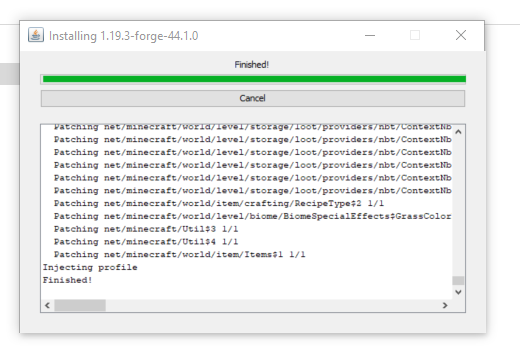 Installing 1.19.3-forge-44.1.0
Finished!
Cancel
Patching net/minecraft/world/level/storage/loot/providers/nbt/ContextNb
Patching net/minecraft/world/level/storage/loot/providers/nbt/ContextNb
Patching net/minecraft/world/level/storage/loot/providers/nbt/ContextNb
Patching net/minecraft/world/level/storage/loot/providers/nbt/ContextNb
Patching net/minecraft/world/level/storage/loot/providers/nbt/ContextNb
Patching net/minecraft/world/level/storage/loot/providers/nbt/ContextNb
Patching net/minecraft/world/item/crafting/RecipeType$2 1/1
Patching net/minecraft/world/level/biome/BiomeSpecialEffects$GrassColor
Patching net/minecraft/Util$3 1/1
Patching net/minecraft/Util$4 1/1
Patching net/minecraft/world/item/Items$1 1/1
Injecting profile
Finished!